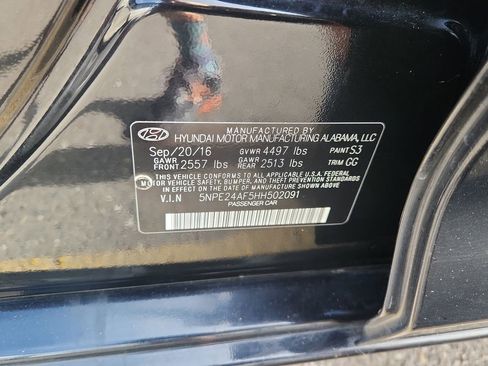 MANUFACTURED BY
HYUNDAI MOTOR MANUFACTURING ALABAMA, LLC
Sep/20/16 GVWR 4497 lbs PAINT S3
GAWR FRONT 2557 lbs GAWR REAR 2513 lbs TRIM GG
THIS VEHICLE CONFORMS TO ALL APPLICABLE U.S.A FEDERAL
MOTOR VEHICLE SAFETY, BUMPER, AND THEFT PREVENTION
STANDARDS IN EFFECT ON THE DATE OF MANUFACTURE SHOWN ABOVE.
V.I.N 5NPE24AF5HH502091
PASSENGER CAR